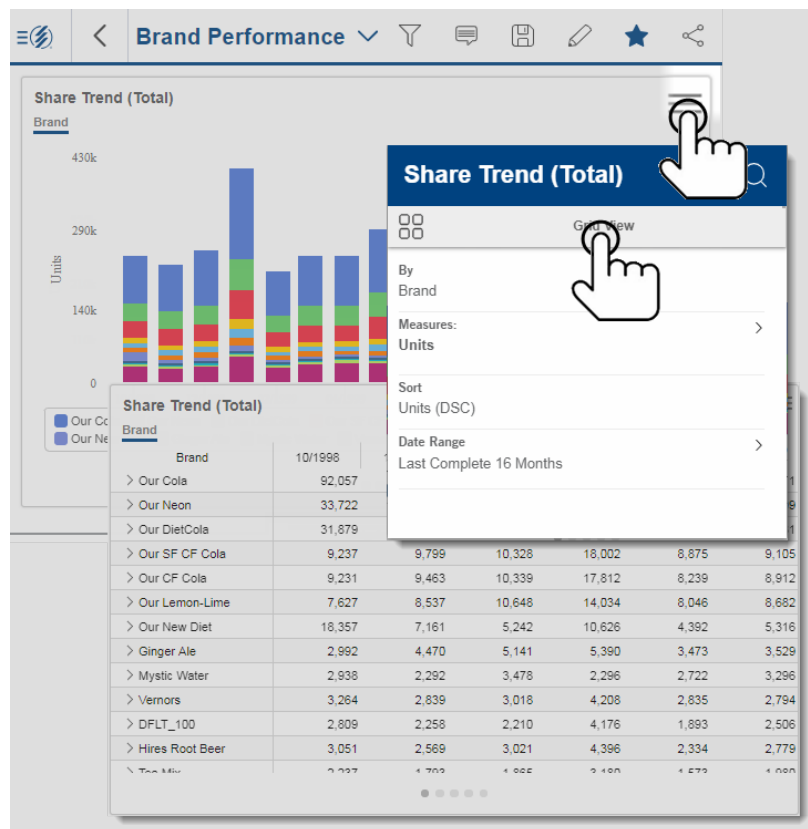 Brand Performance
Share Trend (Total)
Brand
430k
290k
140k
0
Units
Share Trend (Total)
Grid View
By
Brand
Measures:
Units
Sort
Units (DSC)
Date Range
Last Complete 16 Months
Our
Our
Share Trend (Total)
Brand
Brand 10/1998
Our Cola 92,057
Our Neon 33,722
Our DietCola 31,879
Our SF CF Cola 9,237 9,799 10,328 18,002 8,875 9,105
Our CF Cola 9,231 9,463 10,339 17,812 8,239 8,912
Our Lemon-Lime 7,627 8,537 10,648 14,034 8,046 8,682
Our New Diet 18,357 7,161 5,242 10,626 4,392 5,316
Ginger Ale 2,992 4,470 5,141 5,390 3,473 3,529
Mystic Water 2,938 2,292 3,478 2,296 2,722 3,296
Vernors 3,264 2,839 3,018 4,208 2,835 2,794
DFLT_100 2,809 2,258 2,210 4,176 1,893 2,506
Hires Root Beer 3,051 2,569 3,021 4,396 2,334 2,779